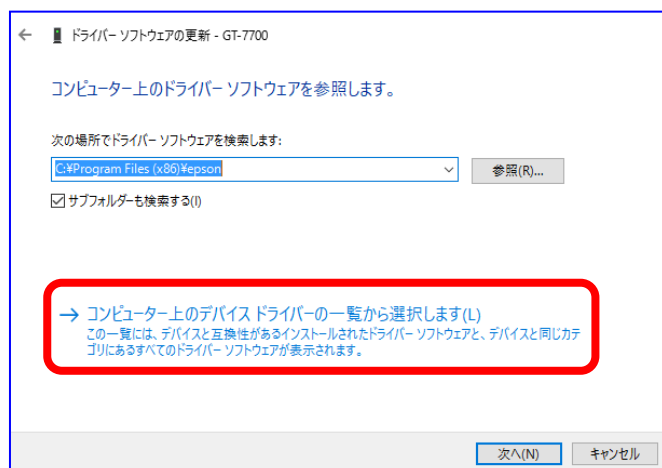 ドライバー ソフトウェアの更新 - GT-7700
コンピューター上のドライバー ソフトウェアを参照します。
次の場所でドライバー ソフトウェアを検索します:
C:¥Program Files (x86)¥epson
参照(R)...
サブフォルダーも検索する(I)
コンピューター上のデバイス ドライバーの一覧から選択します(L)
この一覧には、デバイスと互換性があるインストールされたドライバー ソフトウェアと、デバイスと同じカテ
ゴリにあるすべてのドライバー ソフトウェアが表示されます。
次へ(N)
キャンセル